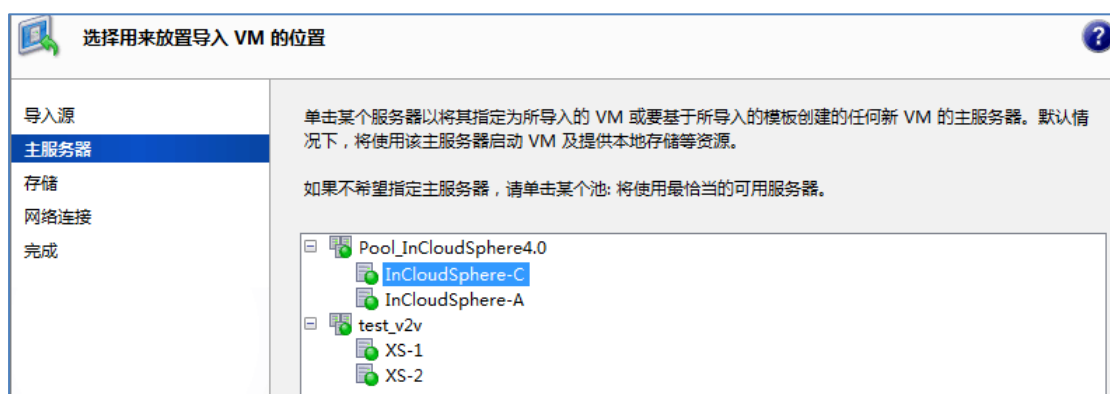 选择用来放置导入 VM 的位置
?
导入源
主服务器
存储
网络连接
完成
单击某个服务器以将其指定为所导入的 VM 或要基于所导入的模板创建的任何新 VM 的主服务器。默认情
况下，将使用该主服务器启动 VM 及提供本地存储等资源。
如果不希望指定主服务器，请单击某个池: 将使用最恰当的可用服务器。
Pool_InCloudSphere4.0
InCloudSphere-C
InCloudSphere-A
test_v2v
XS-1
XS-2